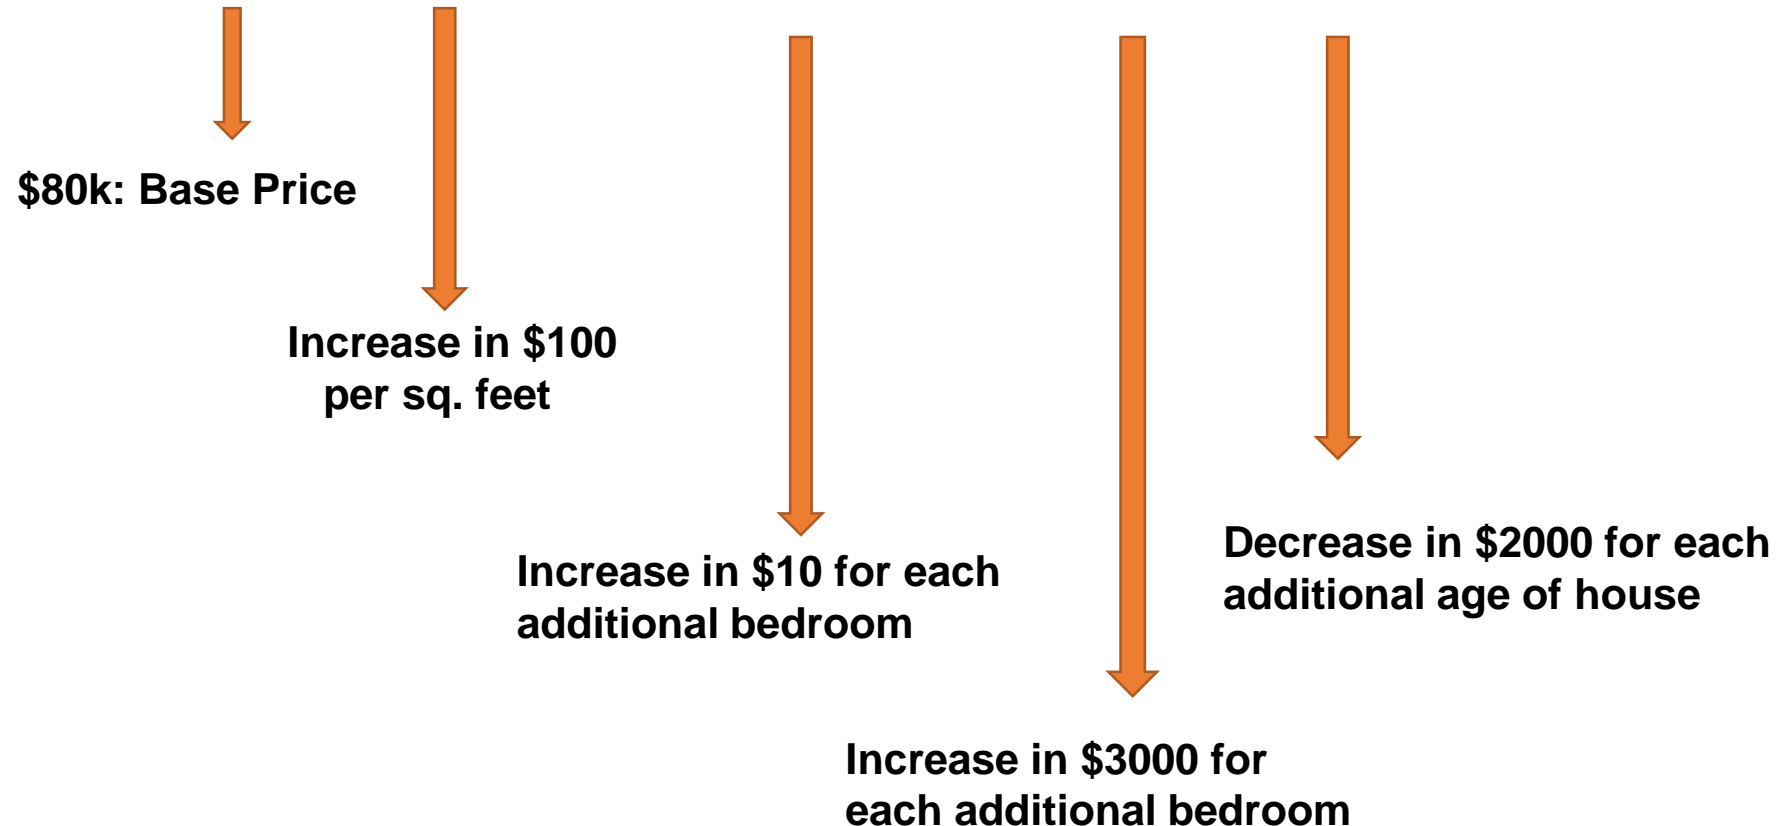 $80k: Base Price
Increase in $100
per sq. feet
Increase in $10 for each
additional bedroom
Decrease in $2000 for each
additional age of house
Increase in $3000 for
each additional bedroom